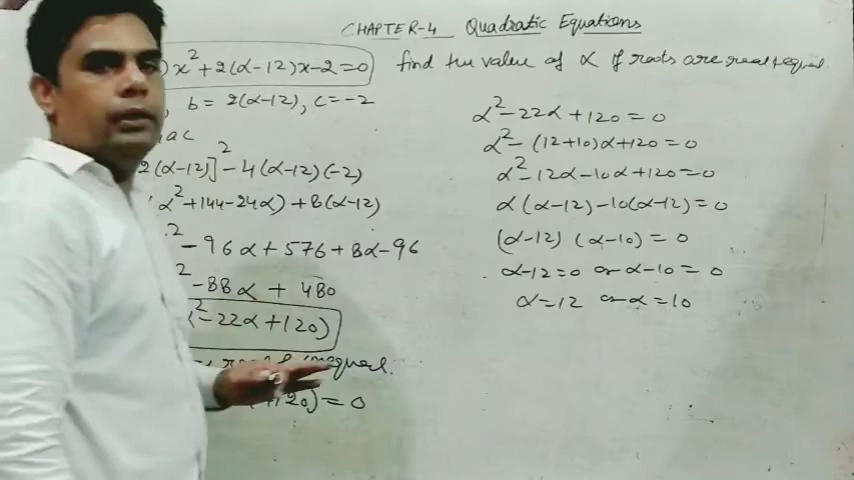 CHAPTER-4 Quadratic Equations
) x² + 2(α-12)x - 2 = 0 find the value of α if roots are real & equal
, b = 2(α-12), c = -2
ac
2(α-12)]² - 4(α-12)(-2)
(α² + 144 - 24α) + 8(α-12)
² - 96α + 576 + 8α - 96
² - 88α + 480
(α² - 22α + 120)
equal.
+120) = 0
α² - 22α + 120 = 0
α² - (12+10)α + 120 = 0
α² - 12α - 10α + 120 = 0
α(α-12) - 10(α-12) = 0
(α-12) (α-10) = 0
α-12 = 0 or α-10 = 0
α = 12 or α = 10